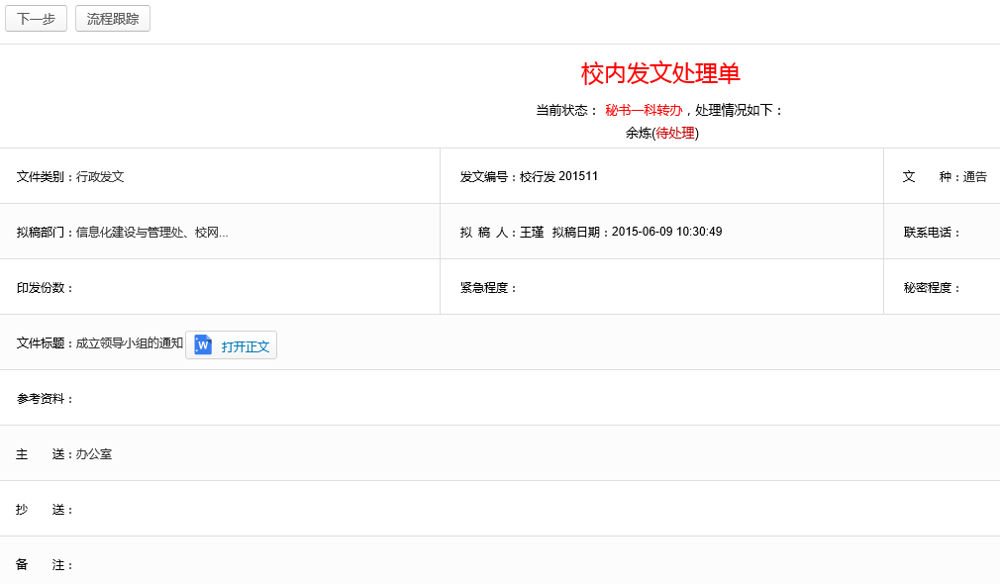 下一步 流程跟踪
校内发文处理单
当前状态： 秘书一科转办，处理情况如下：
余炼(待处理)
文件类别：行政发文 发文编号：校行发 201511 文 种：通告
拟稿部门：信息化建设与管理处、校网... 拟 稿 人：王瑾 拟稿日期：2015-06-09 10:30:49 联系电话：
印发份数： 紧急程度： 秘密程度：
文件标题：成立领导小组的通知 打开正文
参考资料：
主 送：办公室
抄 送：
备 注：